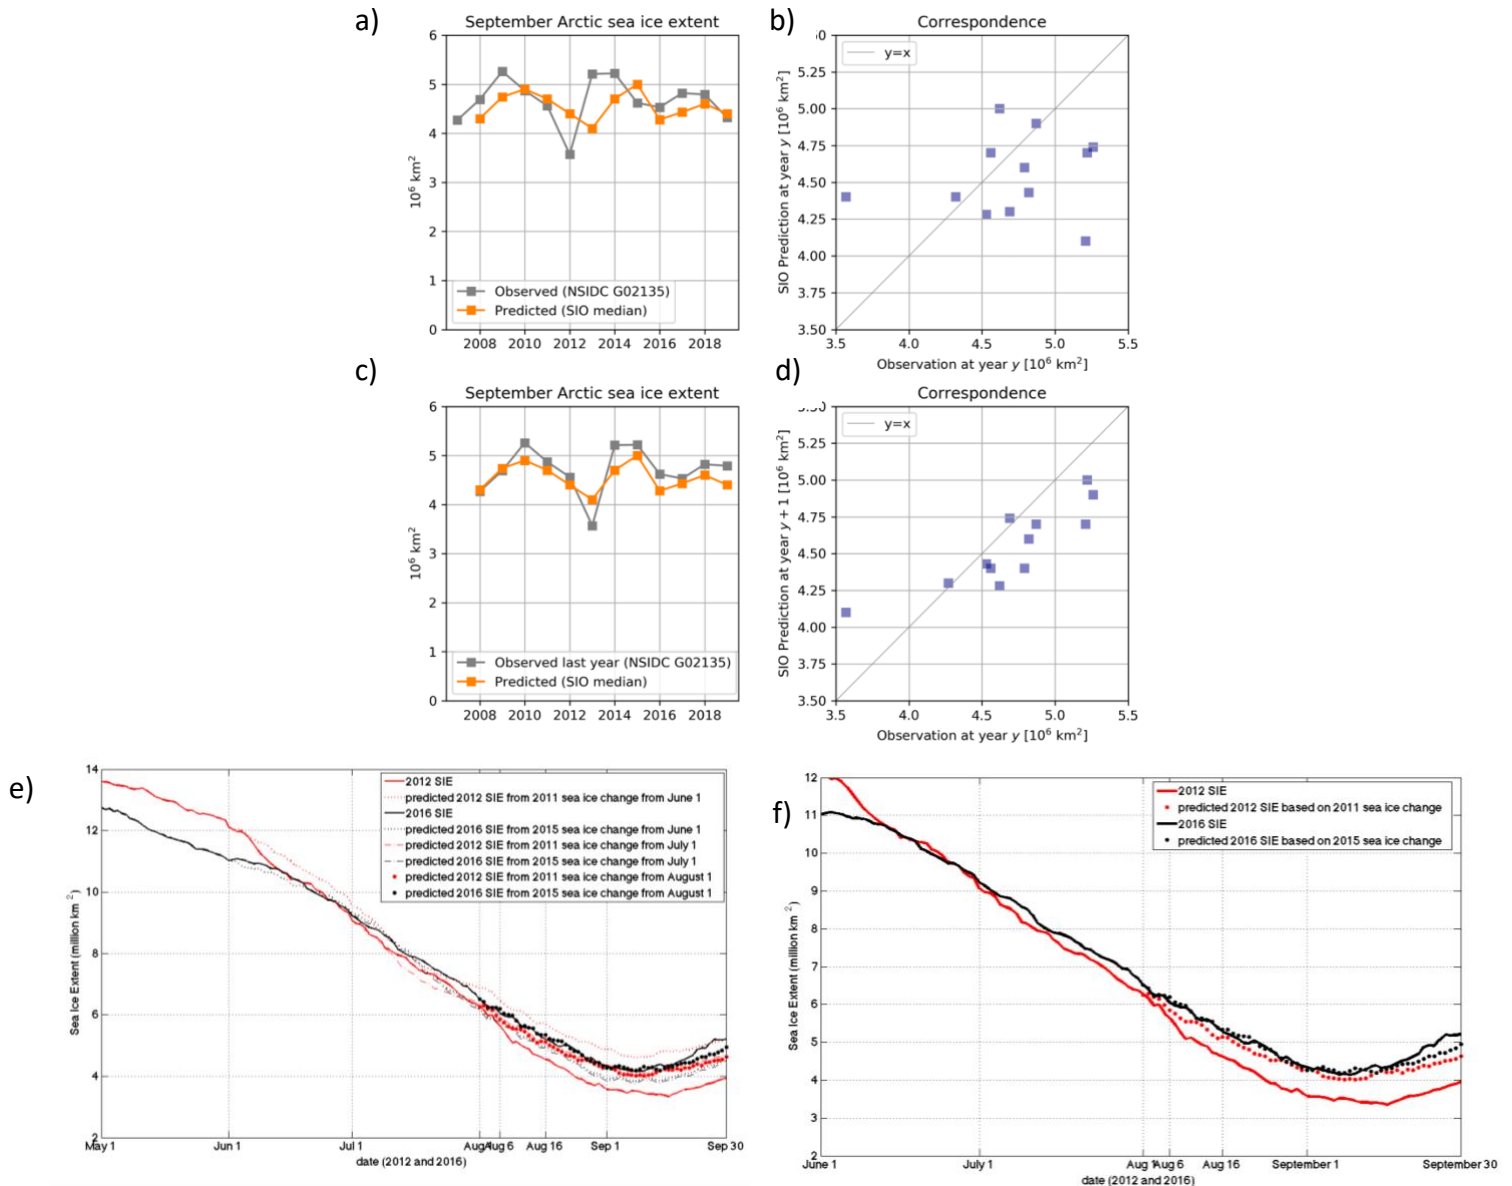 a)
September Arctic sea ice extent
6
5
4
3
2
1
0
10⁶ km²
Observed (NSIDC G02135)
Predicted (SIO median)
2008 2010 2012 2014 2016 2018
b)
Correspondence
y=x
5.25
5.00
4.75
4.50
4.25
4.00
3.75
3.50
SIO Prediction at year y [10⁶ km²]
3.5 4.0 4.5 5.0 5.5
Observation at year y [10⁶ km²]
c)
September Arctic sea ice extent
6
5
4
3
2
1
0
10⁶ km²
Observed last year (NSIDC G02135)
Predicted (SIO median)
2008 2010 2012 2014 2016 2018
d)
Correspondence
y=x
5.25
5.00
4.75
4.50
4.25
4.00
3.75
3.50
SIO Prediction at year y + 1 [10⁶ km²]
3.5 4.0 4.5 5.0 5.5
Observation at year y [10⁶ km²]
e)
14
12
10
8
6
4
2
Sea Ice Extent (million km²)
2012 SIE
predicted 2012 SIE from 2011 sea ice change from June 1
2016 SIE
predicted 2016 SIE from 2015 sea ice change from June 1
predicted 2012 SIE from 2011 sea ice change from July 1
predicted 2016 SIE from 2015 sea ice change from July 1
predicted 2012 SIE from 2011 sea ice change from August 1
predicted 2016 SIE from 2015 sea ice change from August 1
May 1 Jun 1 Jul 1 Aug 6 Aug 16 Sep 1 Sep 30
date (2012 and 2016)
f)
12
11
10
9
8
7
6
5
4
3
2
Sea Ice Extent (million km²)
2012 SIE
predicted 2012 SIE based on 2011 sea ice change
2016 SIE
predicted 2016 SIE based on 2015 sea ice change
June 1 July 1 Aug 1 Aug 6 Aug 16 September 1 September 30
date (2012 and 2016)